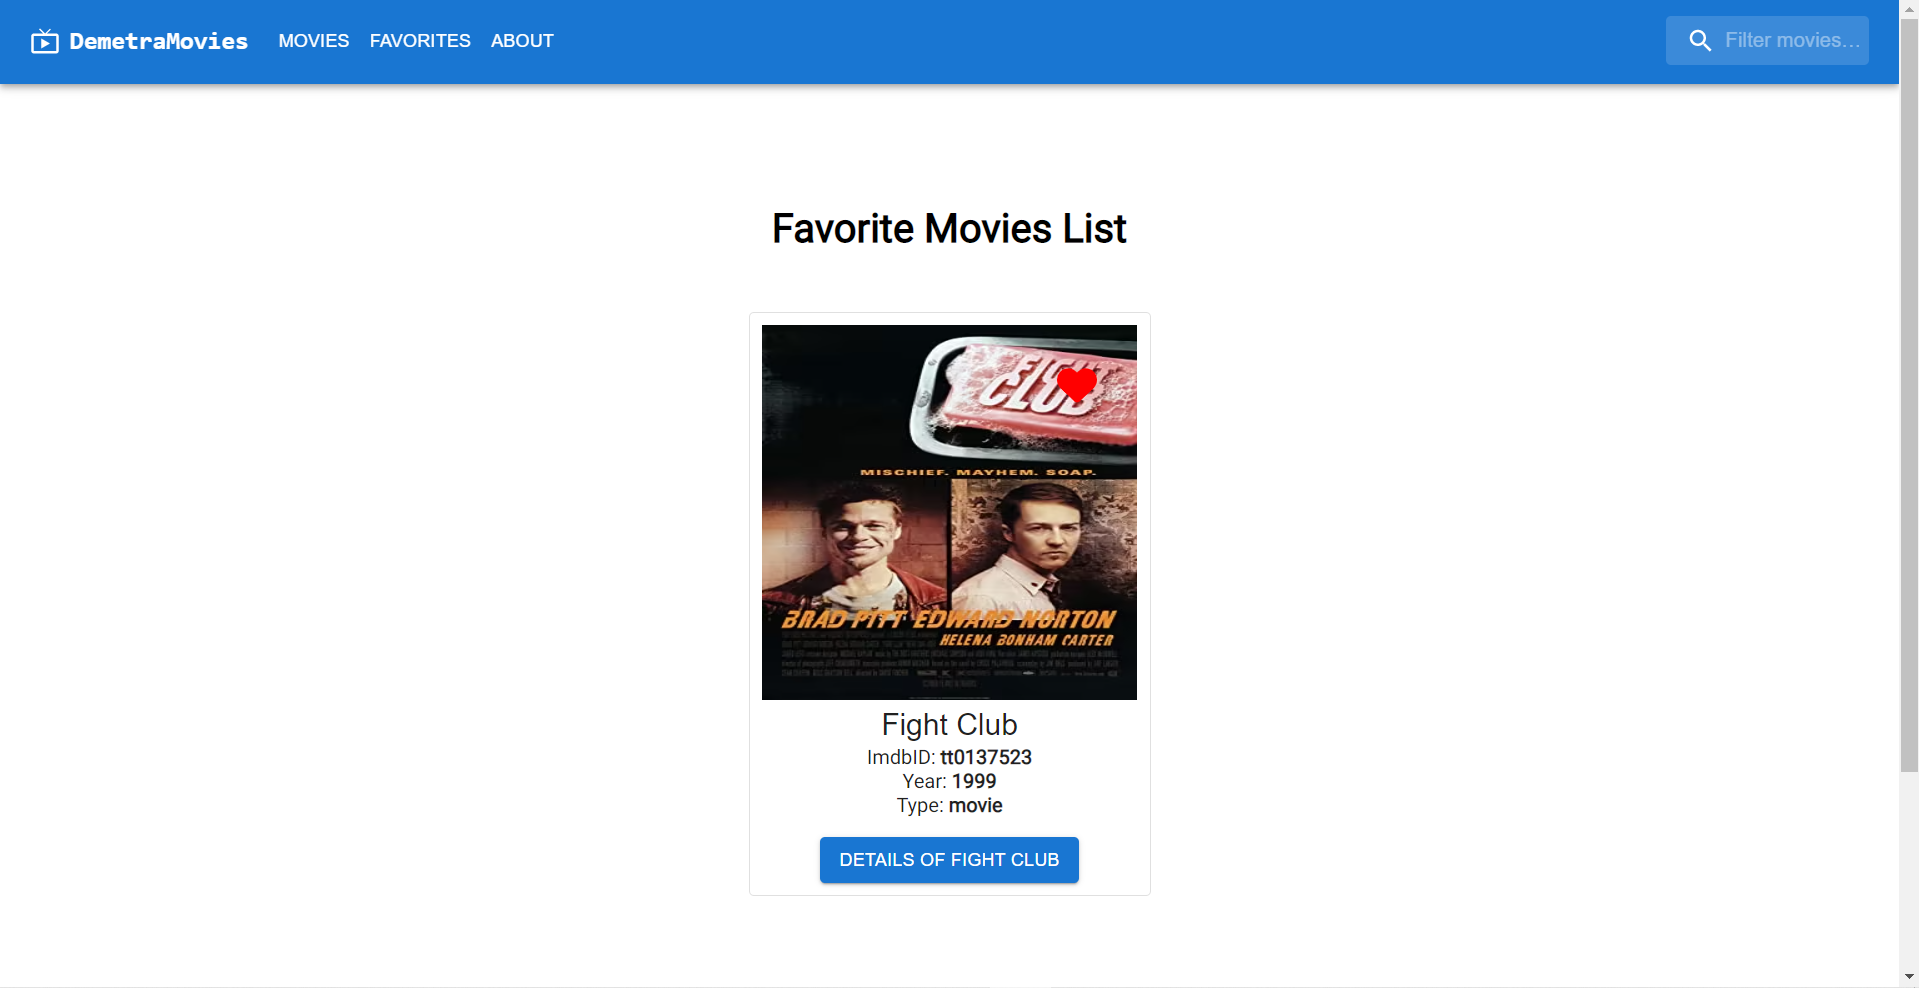 DemetraMovies MOVIES FAVORITES ABOUT Filter movies...
Favorite Movies List
FIGHT
CLUB
MISCHIEF. MAYHEM. SOAP.
BRAD PITT EDWARD NORTON
HELENA BONHAM CARTER
Fight Club
ImdbID: tt0137523
Year: 1999
Type: movie
DETAILS OF FIGHT CLUB